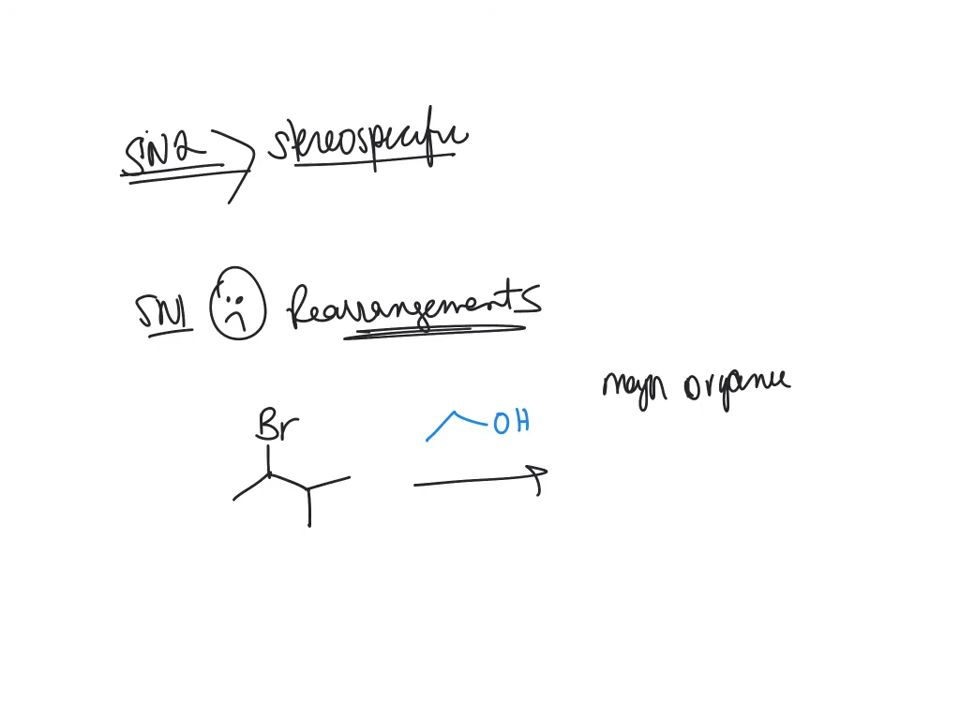 SN2 > stereospecific
SN1 Rearrangements
major organic
OH
Br